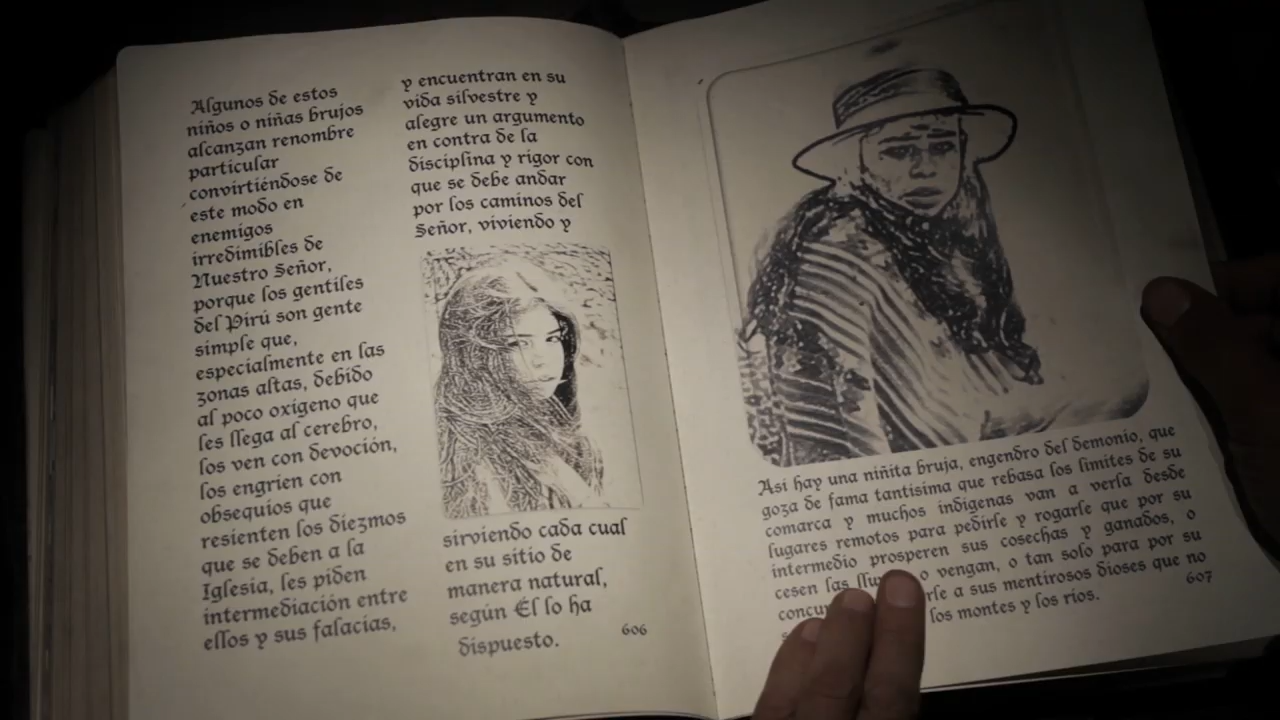 Algunos de estos
niños o niñas brujos
alcanzan renombre
particular
convirtiéndose de
este modo en
enemigos
irredimibles de
Nuestro Señor,
porque los gentiles
del Pirú son gente
simple que,
especialmente en las
zonas altas, debido
al poco oxígeno que
les llega al cerebro,
los ven con devoción,
los engríen con
obsequios que
resienten los diezmos
que se deben a la
Iglesia, les piden
intermediación entre
ellos y sus falacias,
y encuentran en su
vida silvestre y
alegre un argumento
en contra de la
disciplina y rigor con
que se debe andar
por los caminos del
Señor, viviendo y
sirviendo cada cual
en su sitio de
manera natural,
según Él lo ha
dispuesto.
606
Así hay una niñita bruja, engendro del demonio, que
goza de fama tantísima que rebasa los límites de su
comarca y muchos indígenas van a verla desde
lugares remotos para pedirle y rogarle que por su
intermedio prosperen sus cosechas y ganados, o
cesen las o vengan, o tan solo para por su
a sus mentirosos dioses que no
los montes y los ríos.
607